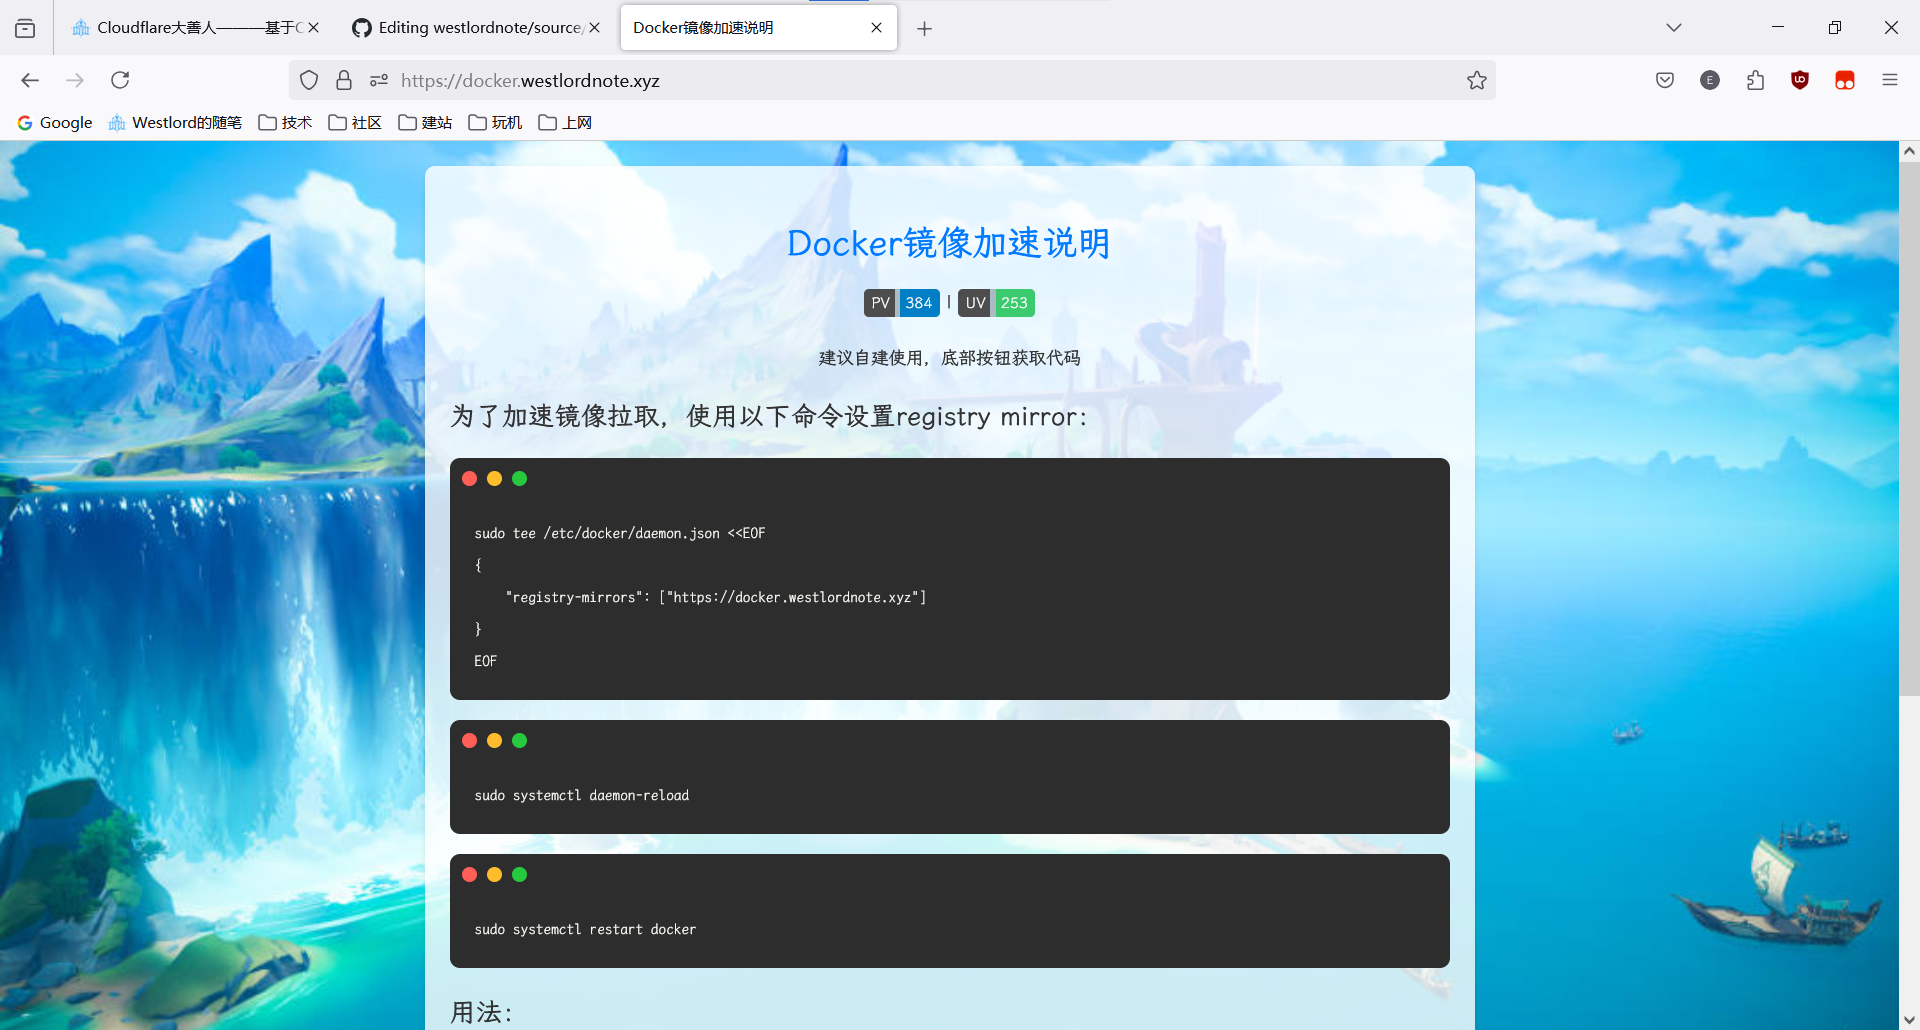 Cloudflare大善人———基于C
Editing westlordnote/source/
Docker镜像加速说明
https://docker.westlordnote.xyz
E
Google
Westlord的随笔
技术
社区
建站
玩机
上网
Docker镜像加速说明
PV 384 | UV 253
建议自建使用，底部按钮获取代码
为了加速镜像拉取，使用以下命令设置registry mirror：
sudo tee /etc/docker/daemon.json <<EOF
{
"registry-mirrors": ["https://docker.westlordnote.xyz"]
}
EOF
sudo systemctl daemon-reload
sudo systemctl restart docker
用法：